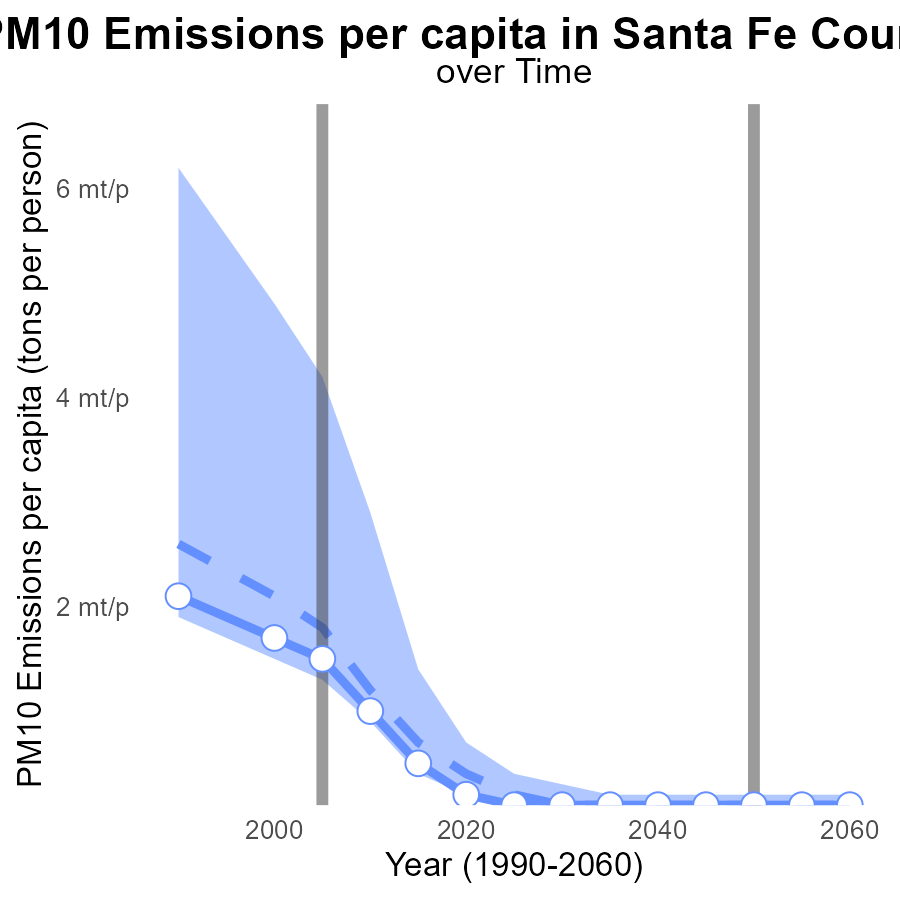 PM10 Emissions per capita in Santa Fe Coun
over Time
PM10 Emissions per capita (tons per person)
6 mt/p
4 mt/p
2 mt/p
2000
2020
2040
2060
Year (1990-2060)